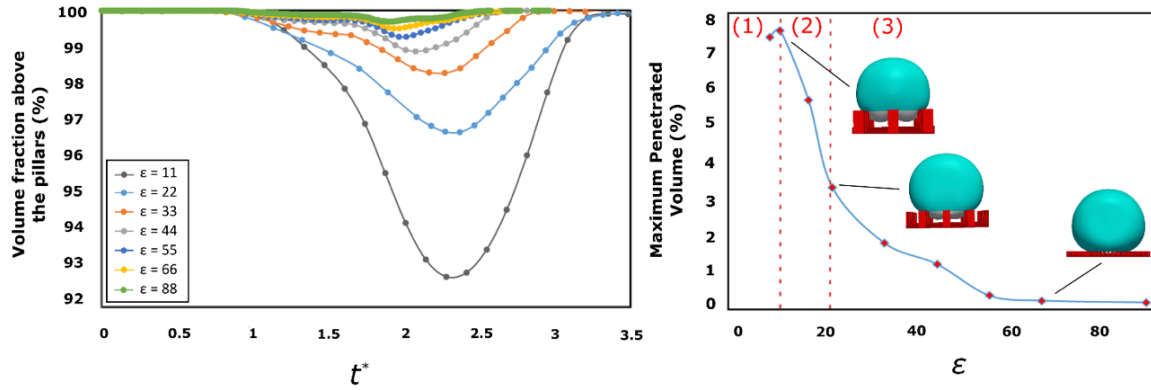 Volume fraction above
the pillars (%)
100
99
98
97
96
95
94
93
92
ε = 11
ε = 22
ε = 33
ε = 44
ε = 55
ε = 66
ε = 88
0 0.5 1 1.5 2 2.5 3 3.5
t*
Maximum Penetrated
Volume (%)
8
7
6
5
4
3
2
1
0
(1) (2) (3)
0 20 40 60 80
ε